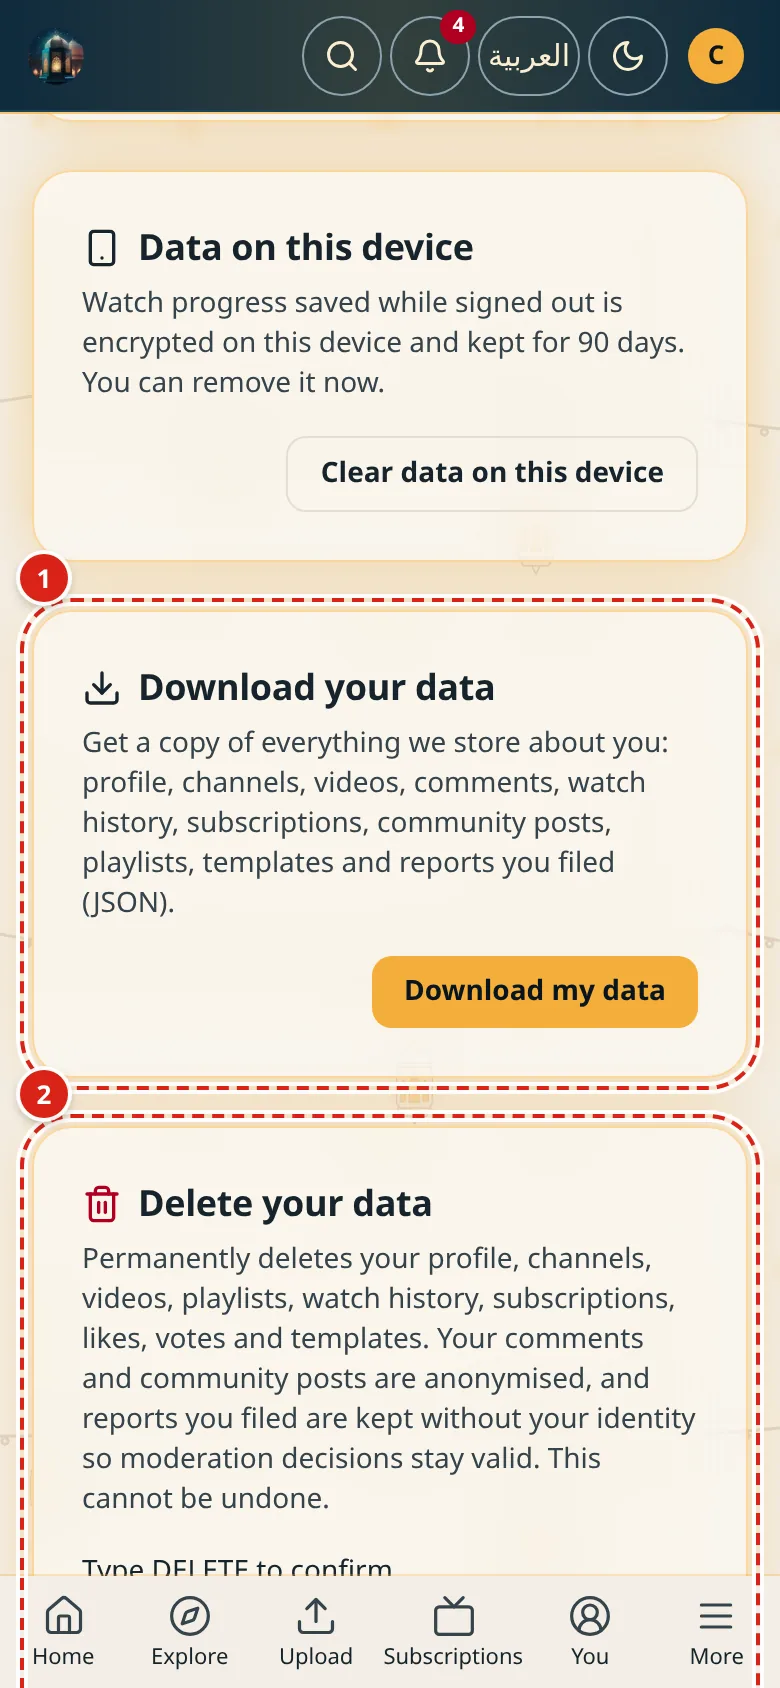 4
العربية
C
Data on this device
Watch progress saved while signed out is
encrypted on this device and kept for 90 days.
You can remove it now.
Clear data on this device
1
Download your data
Get a copy of everything we store about you:
profile, channels, videos, comments, watch
history, subscriptions, community posts,
playlists, templates and reports you filed
(JSON).
Download my data
2
Delete your data
Permanently deletes your profile, channels,
videos, playlists, watch history, subscriptions,
likes, votes and templates. Your comments
and community posts are anonymised, and
reports you filed are kept without your identity
so moderation decisions stay valid. This
cannot be undone.
Type DELETE to confirm
Home
Explore
Upload
Subscriptions
You
More